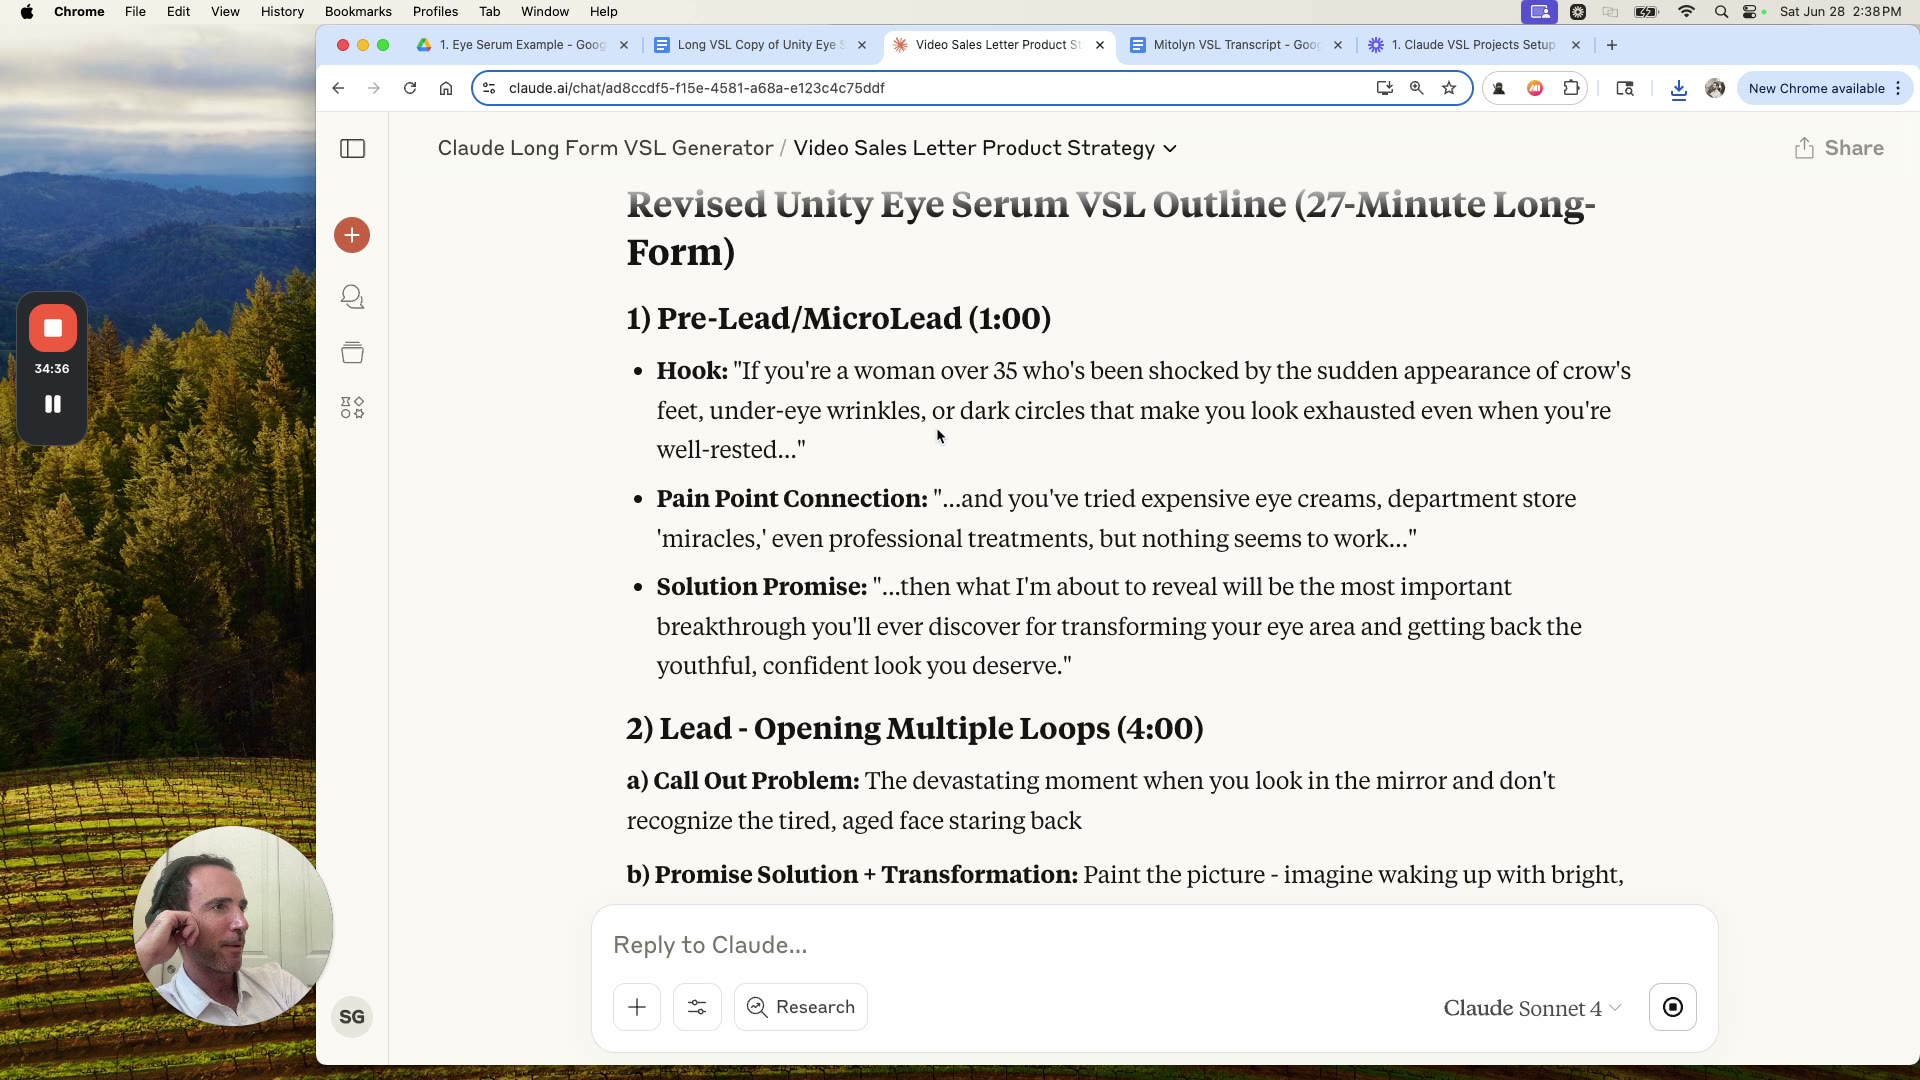 Chrome File Edit View History Bookmarks Profiles Tab Window Help Sat Jun 28 2:38 PM
1. Eye Serum Example - Goog
Long VSL Copy of Unity Eye S
Video Sales Letter Product St
Mitolyn VSL Transcript - Goog
1. Claude VSL Projects Setup
claude.ai/chat/ad8ccdf5-f15e-4581-a68a-e123c4c75ddf
New Chrome available
Claude Long Form VSL Generator / Video Sales Letter Product Strategy
Share
Revised Unity Eye Serum VSL Outline (27-Minute Long-
Form)
1) Pre-Lead/MicroLead (1:00)
• Hook: "If you're a woman over 35 who's been shocked by the sudden appearance of crow's
feet, under-eye wrinkles, or dark circles that make you look exhausted even when you're
well-rested..."
• Pain Point Connection: "...and you've tried expensive eye creams, department store
'miracles,' even professional treatments, but nothing seems to work..."
• Solution Promise: "...then what I'm about to reveal will be the most important
breakthrough you'll ever discover for transforming your eye area and getting back the
youthful, confident look you deserve."
2) Lead - Opening Multiple Loops (4:00)
a) Call Out Problem: The devastating moment when you look in the mirror and don't
recognize the tired, aged face staring back
b) Promise Solution + Transformation: Paint the picture - imagine waking up with bright,
Reply to Claude...
Research
Claude Sonnet 4
34:36
SG